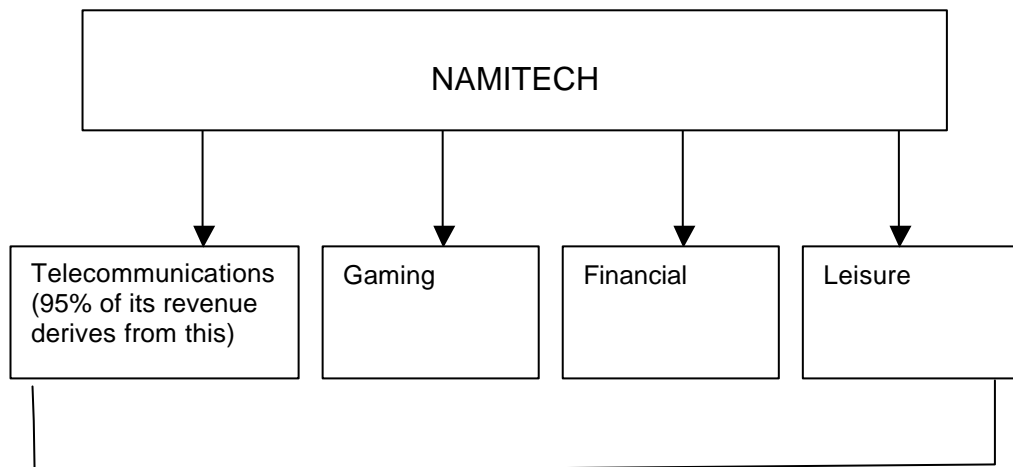 NAMITECH
Telecommunications
(95% of its revenue
derives from this)
Gaming
Financial
Leisure